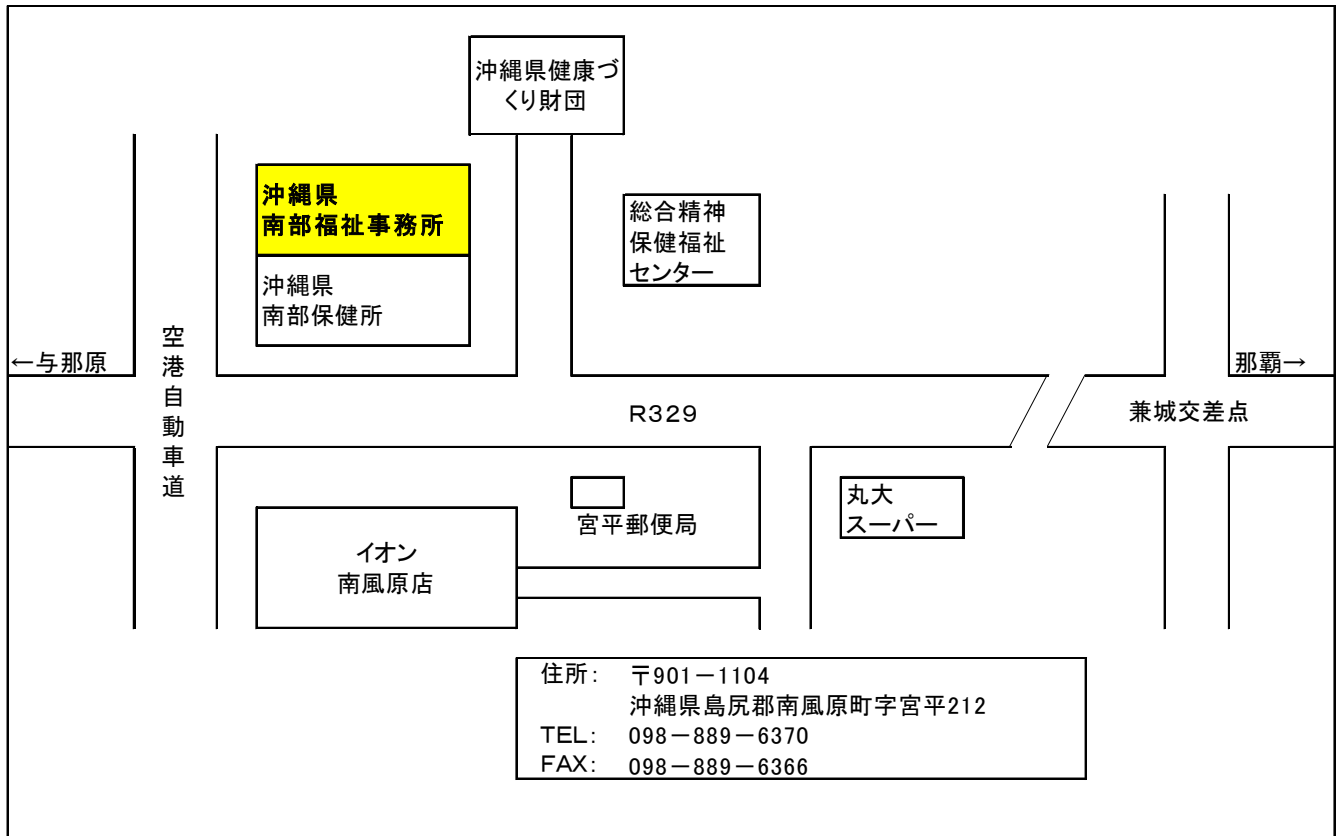 沖縄県健康づ
くり財団
沖縄県
南部福祉事務所
総合精神
保健福祉
センター
沖縄県
南部保健所
空港自動車道
←与那原
那覇→
R329
兼城交差点
丸大
スーパー
宮平郵便局
イオン
南風原店
住所: 〒901-1104
沖縄県島尻郡南風原町字宮平212
TEL: 098-889-6370
FAX: 098-889-6366